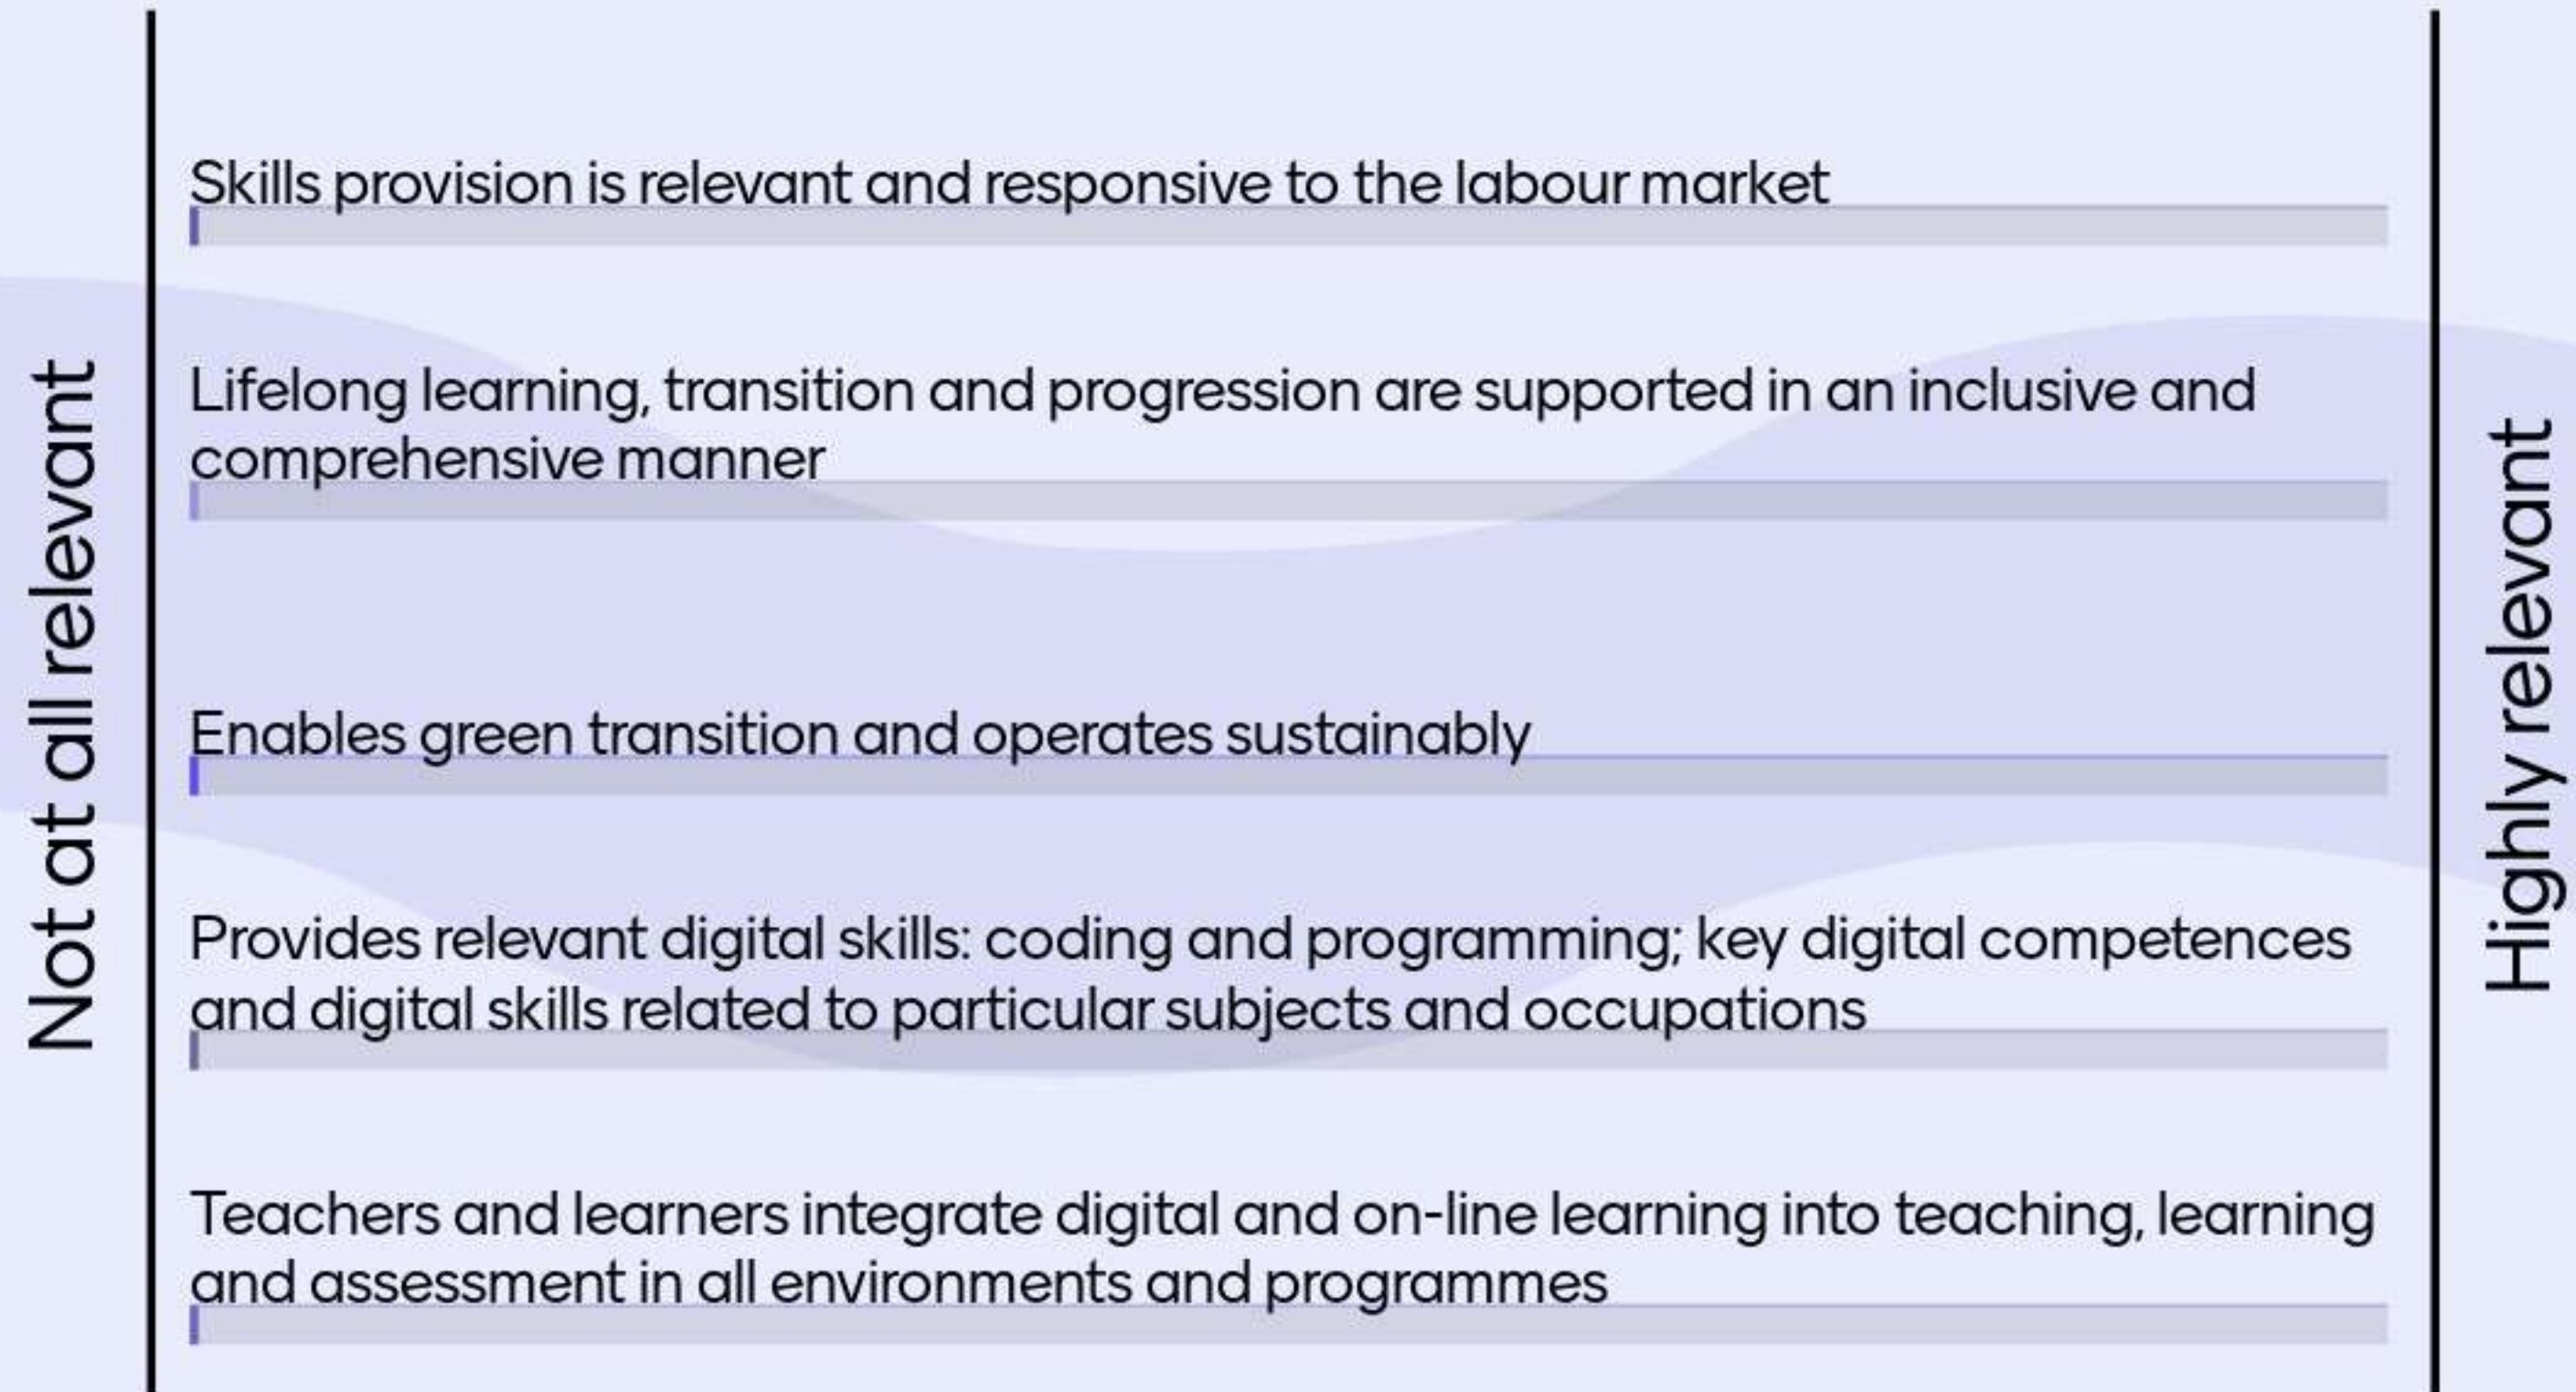 Not at all relevant
Skills provision is relevant and responsive to the labour market
Lifelong learning, transition and progression are supported in an inclusive and
comprehensive manner
Enables green transition and operates sustainably
Provides relevant digital skills: coding and programming; key digital competences
and digital skills related to particular subjects and occupations
Teachers and learners integrate digital and on-line learning into teaching, learning
and assessment in all environments and programmes
Highly relevant